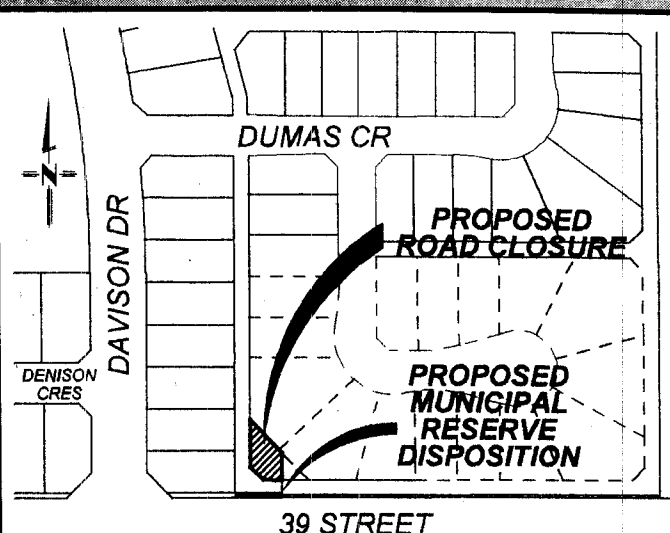 DUMAS CR
N
DAVISON DR
PROPOSED
ROAD CLOSURE
DENISON
CRES
PROPOSED
MUNICIPAL
RESERVE
DISPOSITION
39 STREET